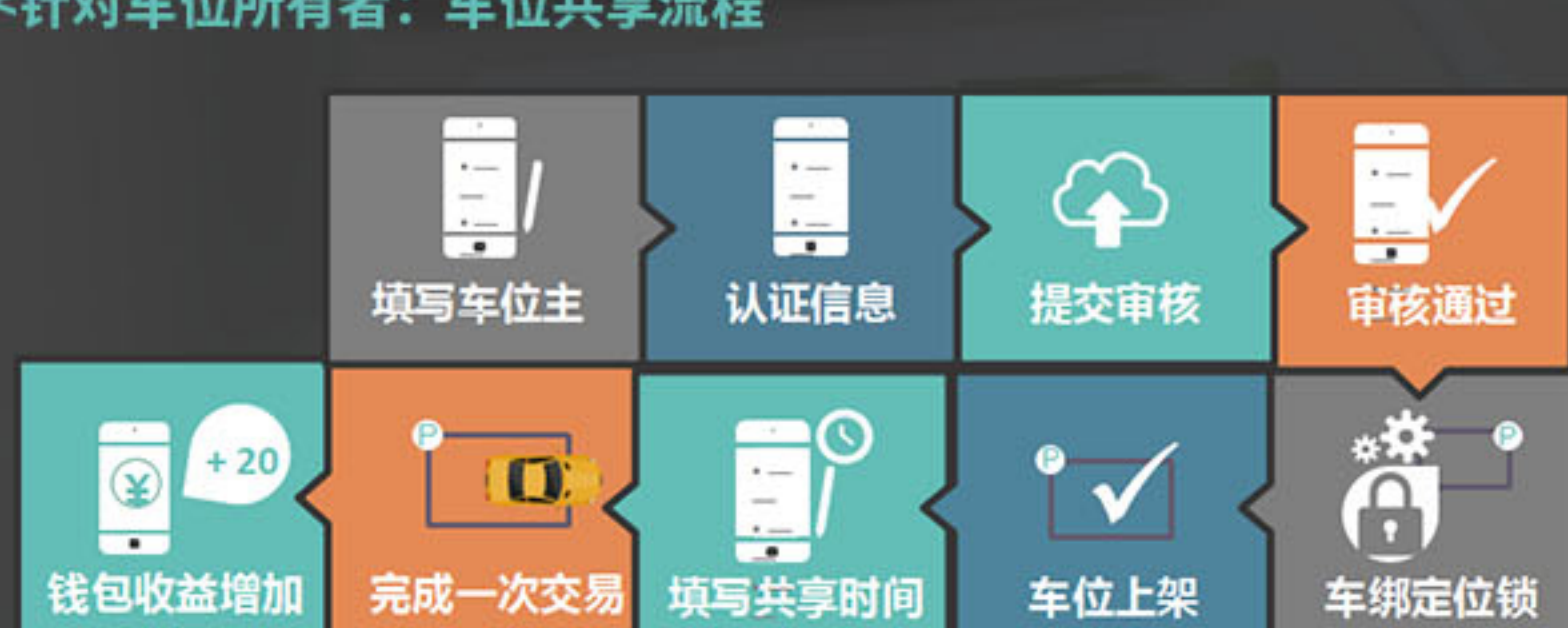 针对车位所有者：车位共享流程
填写车位主
认证信息
提交审核
审核通过
+ 20
¥
P
P
P
钱包收益增加
完成一次交易
填写共享时间
车位上架
车绑定位锁